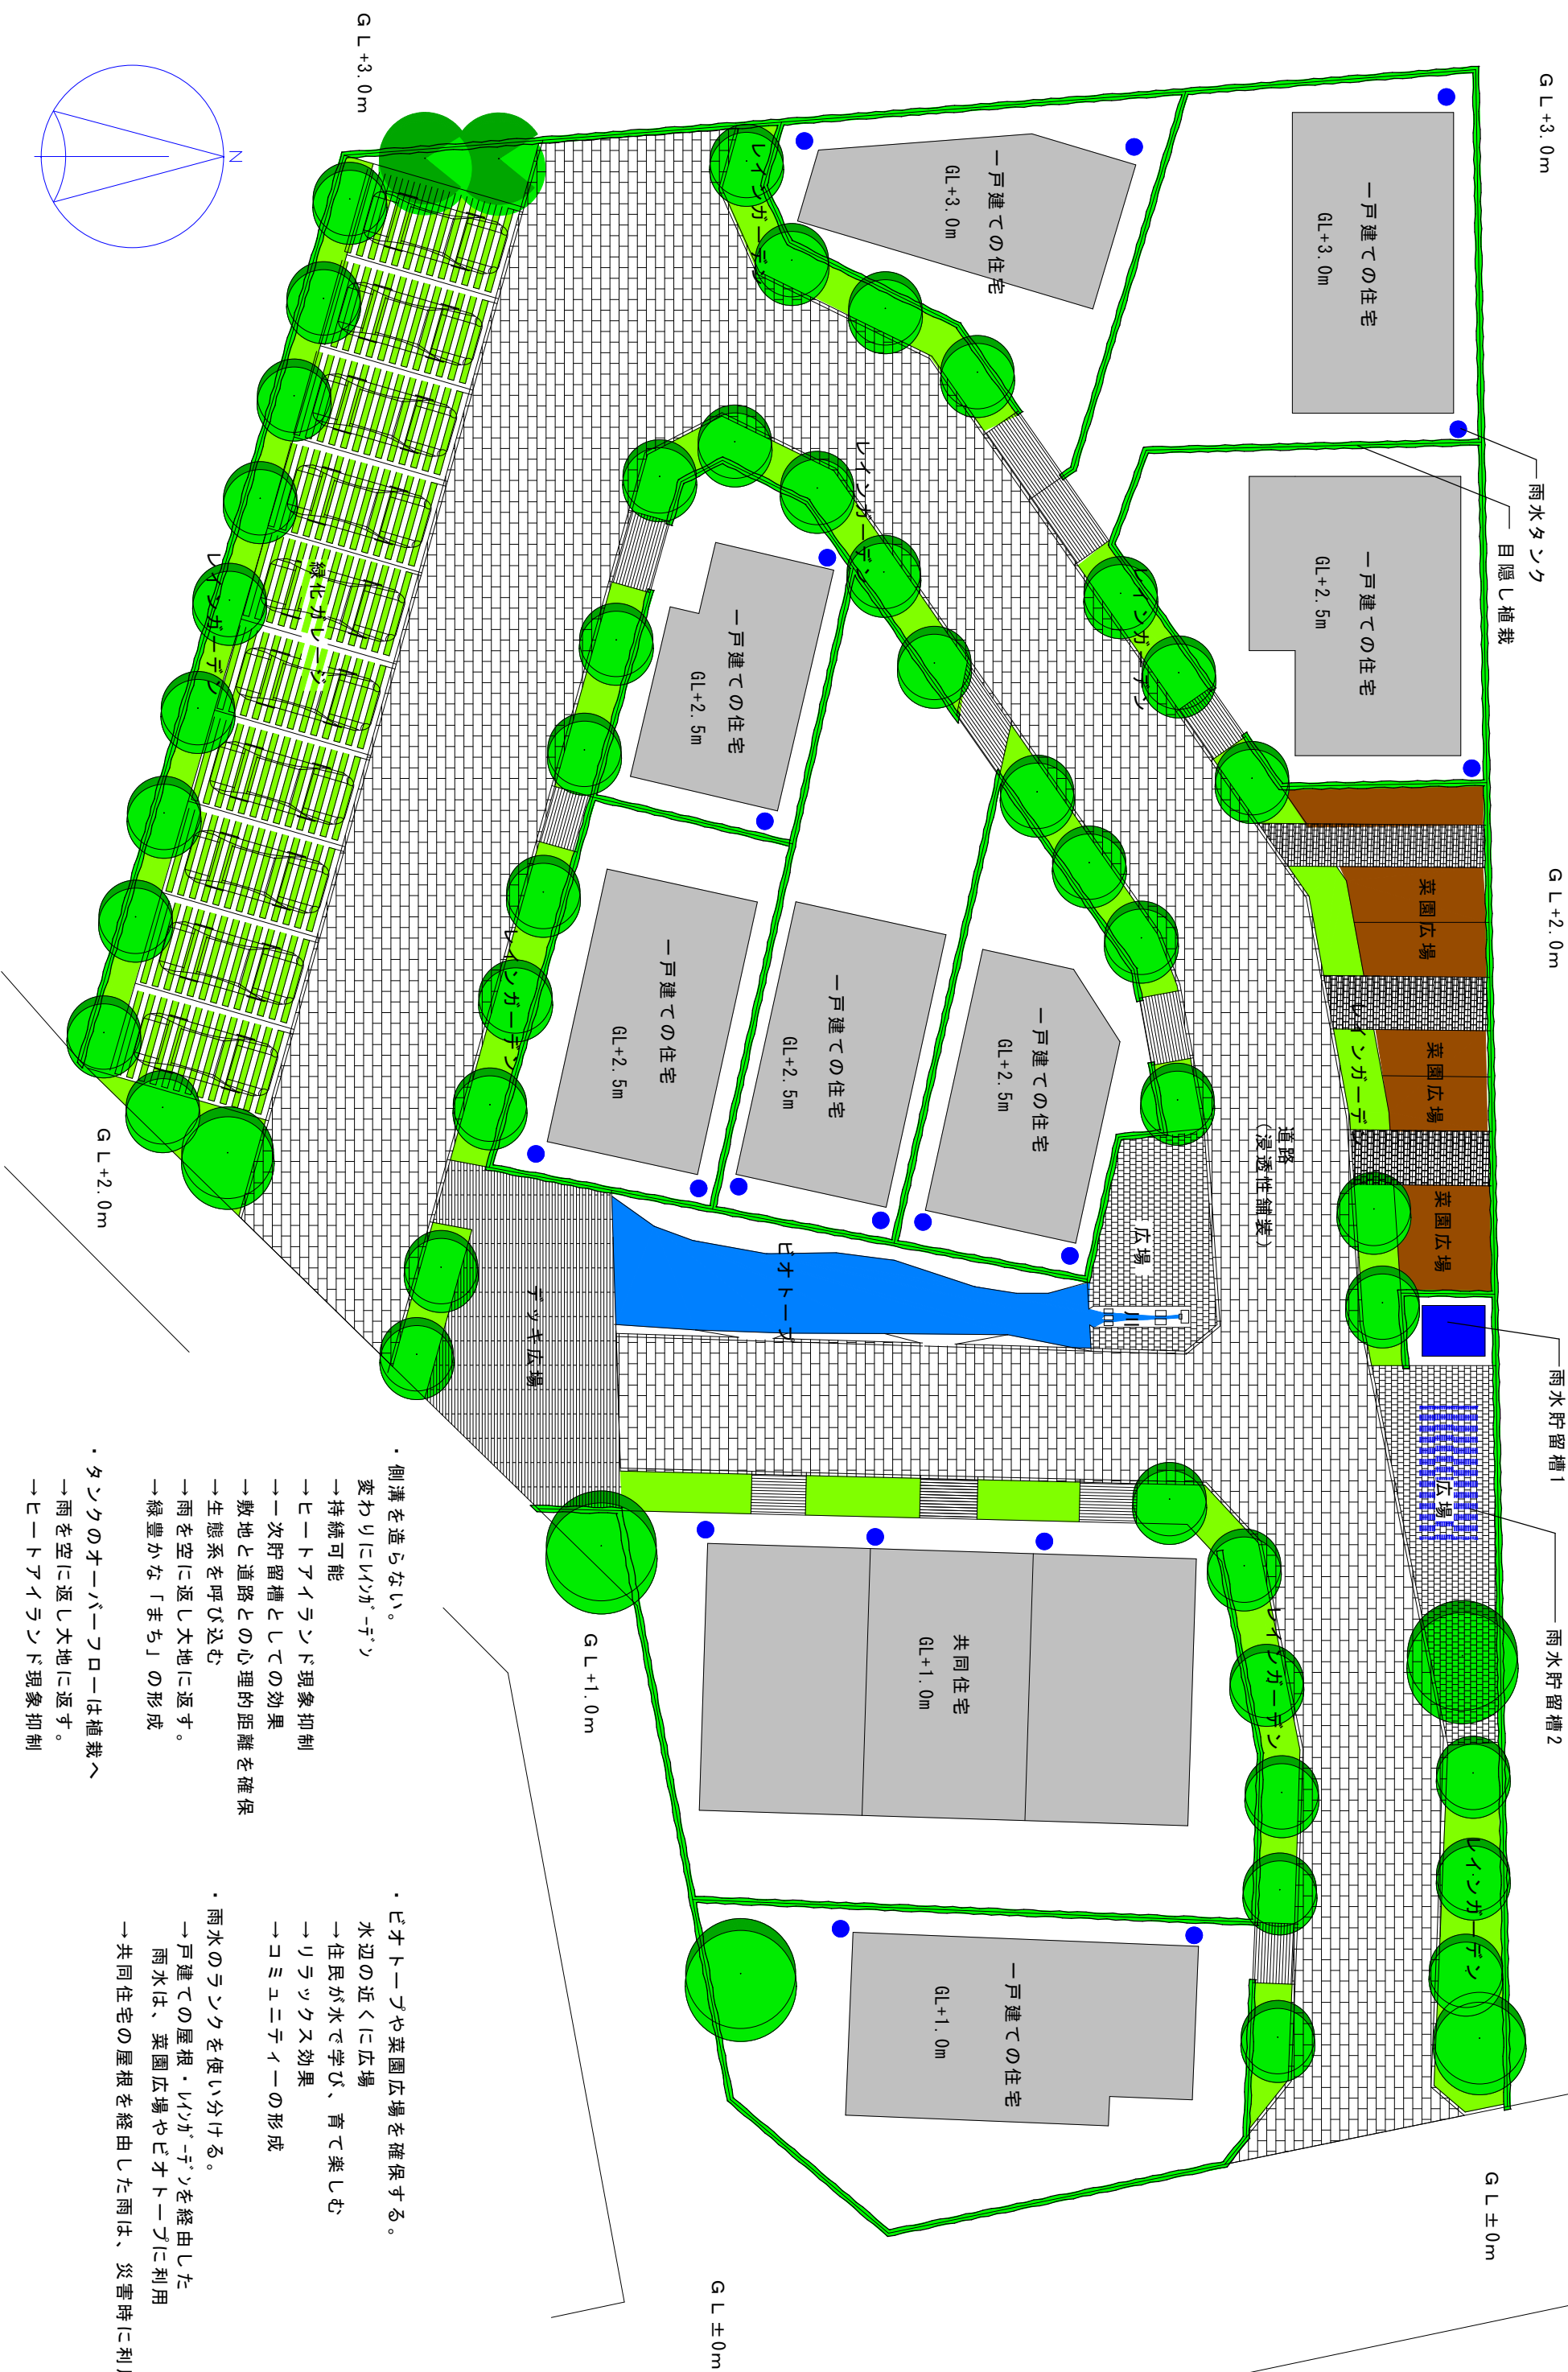 GL+3.0m
GL+3.0m
GL+2.0m
GL±0m
GL+2.0m
GL+1.0m
GL±0m
N
雨水タンク
目隠し植栽
雨水貯留槽1
雨水貯留槽2
一戸建ての住宅
GL+3.0m
一戸建ての住宅
GL+3.0m
一戸建ての住宅
GL+2.5m
一戸建ての住宅
GL+2.5m
一戸建ての住宅
GL+2.5m
一戸建ての住宅
GL+2.5m
一戸建ての住宅
GL+2.5m
共同住宅
GL+1.0m
一戸建ての住宅
GL+1.0m
レインガーデン
レインガーデン
レインガーデン
レインガーデン
レインガーデン
レインガーデン
レインガーデン
レインガーデン
緑化ガレージ
菜園広場
菜園広場
菜園広場
道路
(浸透性舗装)
広場
川
広場
ビオトープ
デッキ広場
・側溝を造らない。
変わりにレインガーデン
→持続可能
→ヒートアイランド現象抑制
→一次貯留槽としての効果
→敷地と道路との心理的距離を確保
→生態系を呼び込む
→雨を空に返し大地に返す。
→緑豊かな「まち」の形成
・タンクのオーバーフローは植栽へ
→雨を空に返し大地に返す。
→ヒートアイランド現象抑制
・ビオトープや菜園広場を確保する。
水辺の近くに広場
→住民が水で学び、育て楽しむ
→リラックス効果
→コミュニティーの形成
・雨水のランクを使い分ける。
→戸建ての屋根・レインガーデンを経由した
雨水は、菜園広場やビオトープに利用
→共同住宅の屋根を経由した雨は、災害時に利